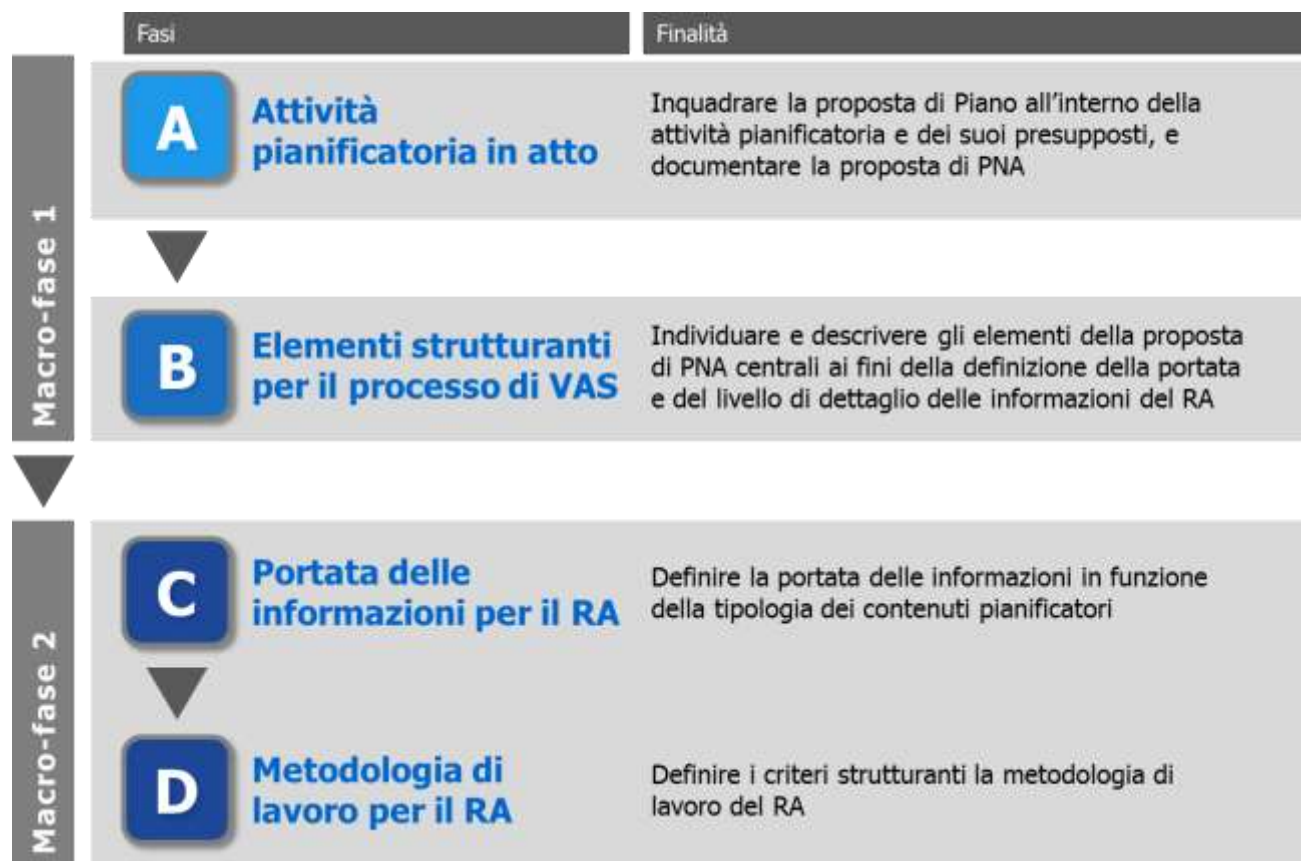 Fasi
Finalità
Macro-fase 1
A
Attività
pianificatoria in atto
Inquadrare la proposta di Piano all'interno della
attività pianificatoria e dei suoi presupposti, e
documentare la proposta di PNA
B
Elementi strutturanti
per il processo di VAS
Individuare e descrivere gli elementi della proposta
di PNA centrali ai fini della definizione della portata
e del livello di dettaglio delle informazioni del RA
Macro-fase 2
C
Portata delle
informazioni per il RA
Definire la portata delle informazioni in funzione
della tipologia dei contenuti pianificatori
D
Metodologia di
lavoro per il RA
Definire i criteri strutturanti la metodologia di
lavoro del RA